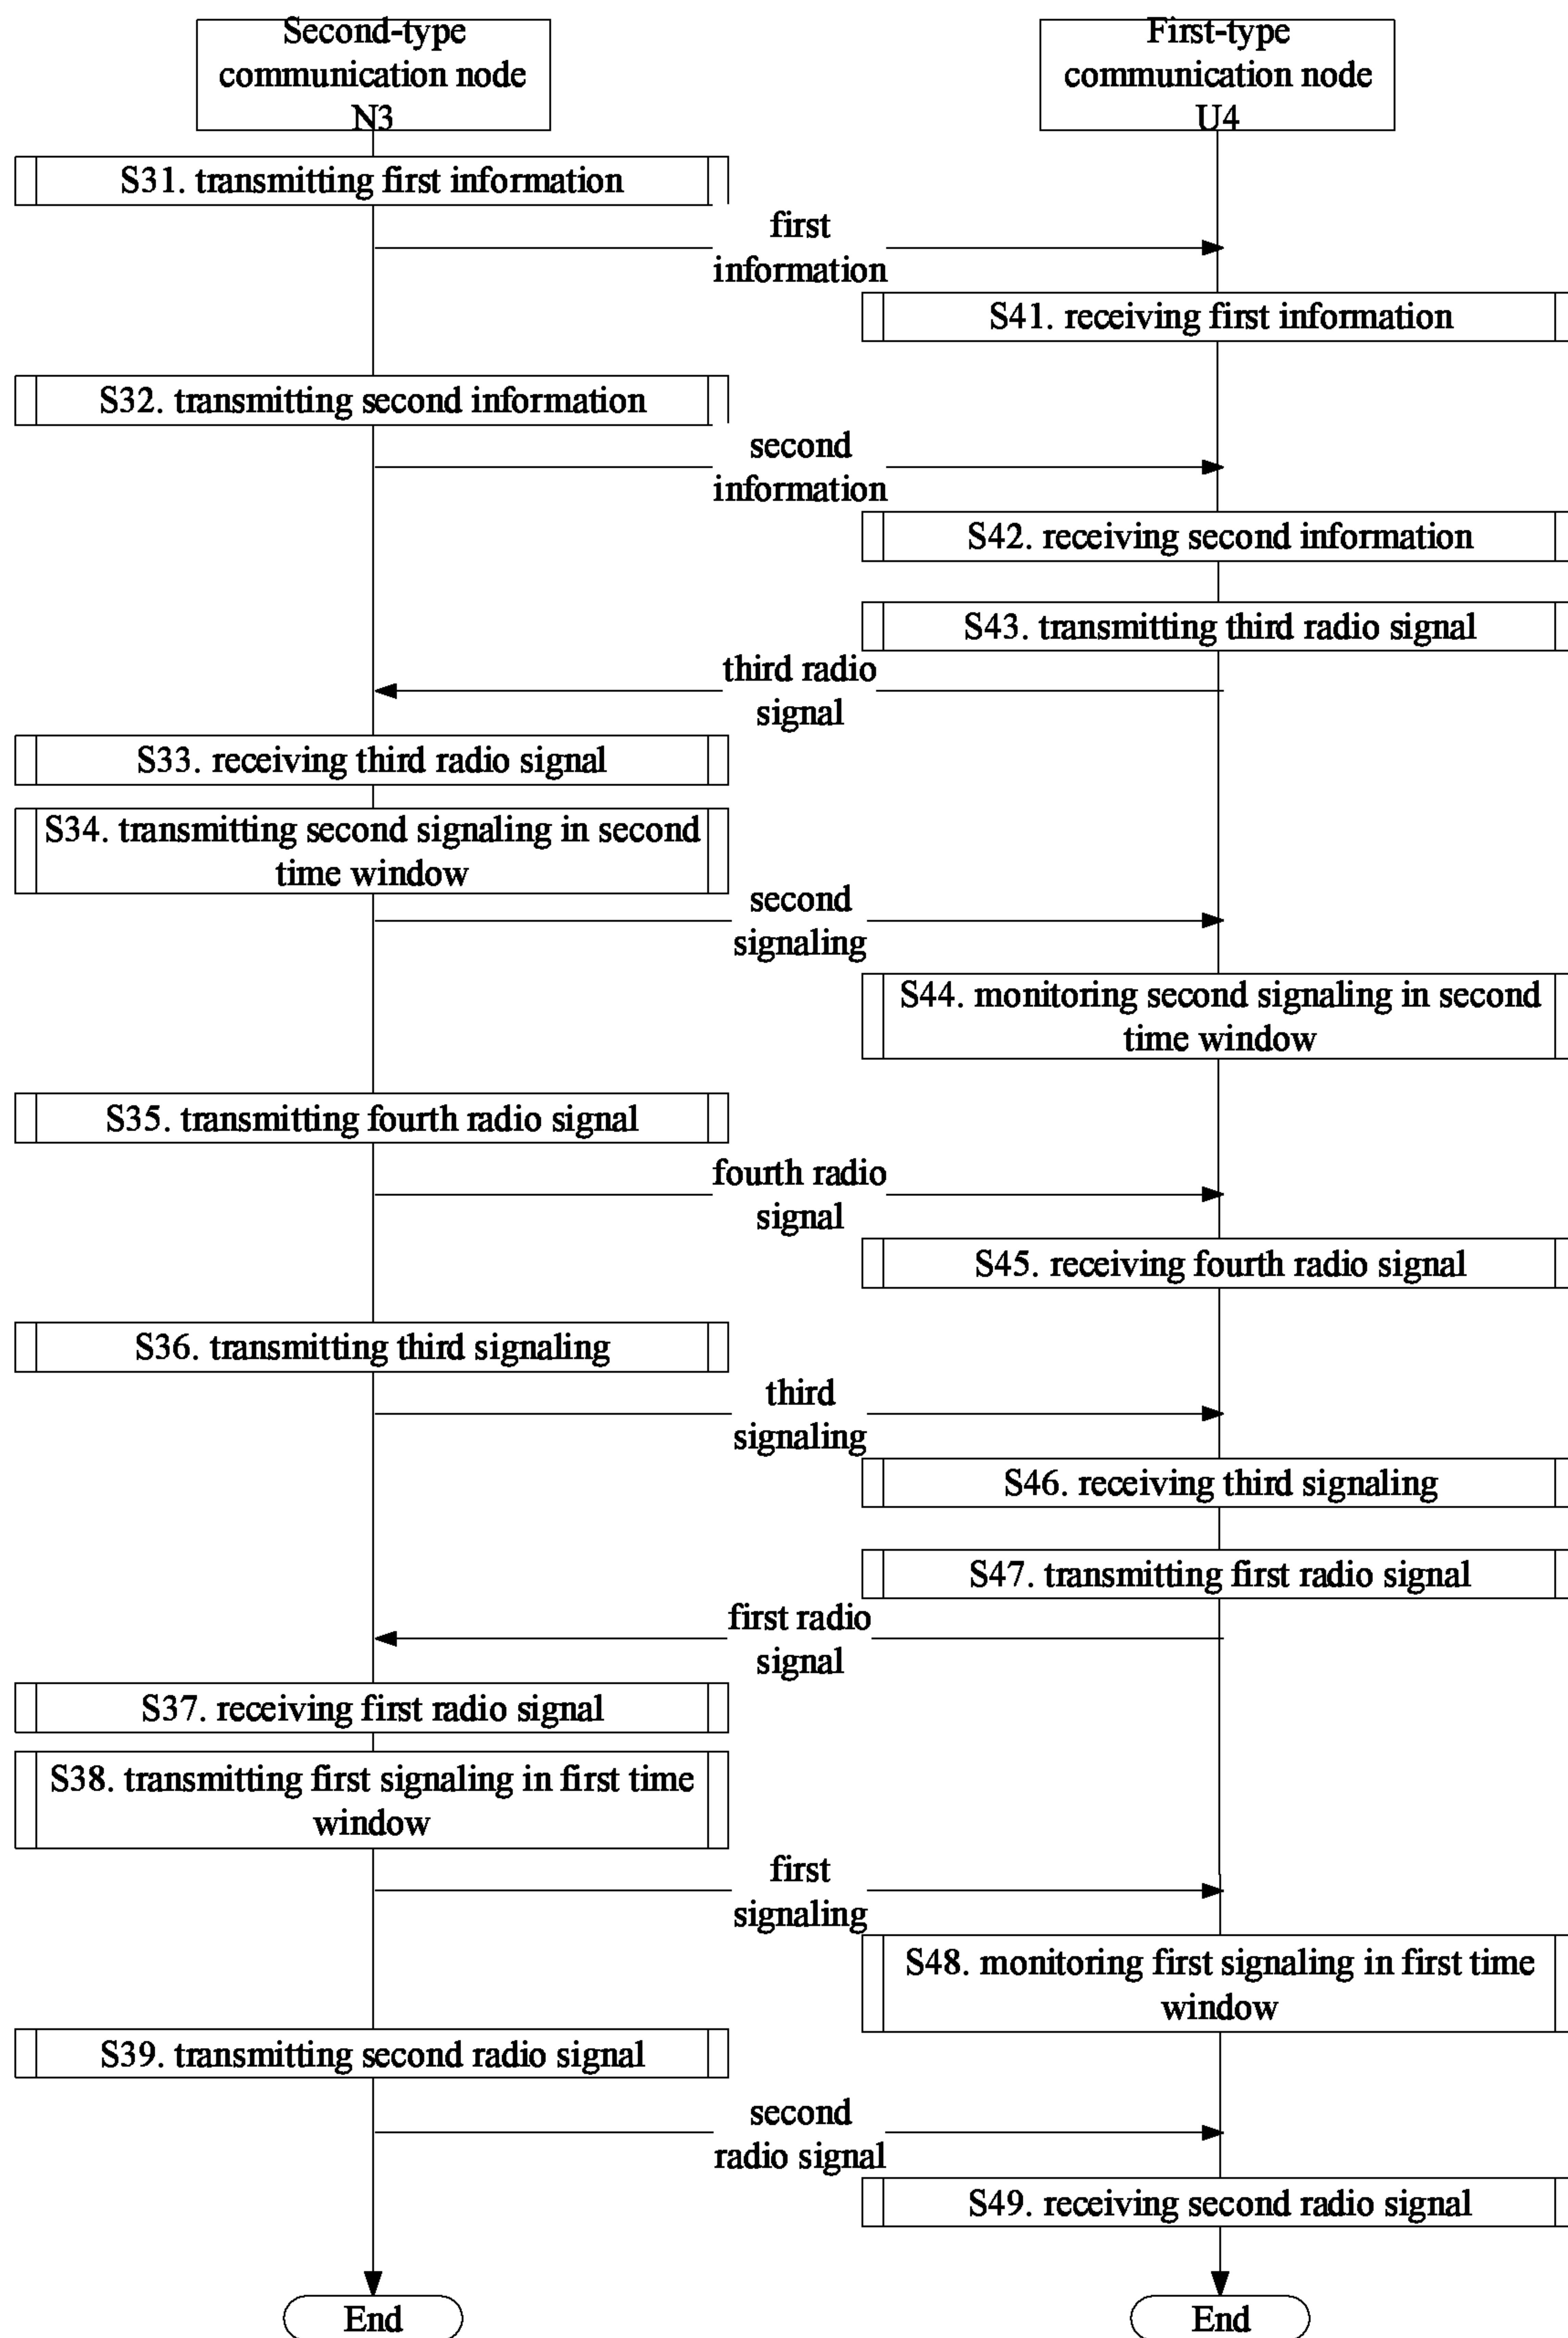 Second-type
communication node
N3
First-type
communication node
U4
S31. transmitting first information
first
information
S41. receiving first information
S32. transmitting second information
second
information
S42. receiving second information
S43. transmitting third radio signal
third radio
signal
S33. receiving third radio signal
S34. transmitting second signaling in second
time window
second
signaling
S44. monitoring second signaling in second
time window
S35. transmitting fourth radio signal
fourth radio
signal
S45. receiving fourth radio signal
S36. transmitting third signaling
third
signaling
S46. receiving third signaling
S47. transmitting first radio signal
first radio
signal
S37. receiving first radio signal
S38. transmitting first signaling in first time
window
first
signaling
S48. monitoring first signaling in first time
window
S39. transmitting second radio signal
second
radio signal
S49. receiving second radio signal
End
End